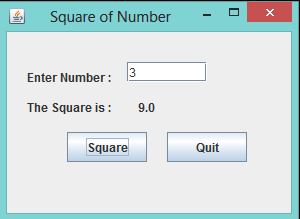 Square of Number
Enter Number : 3
The Square is : 9.0
Square Quit